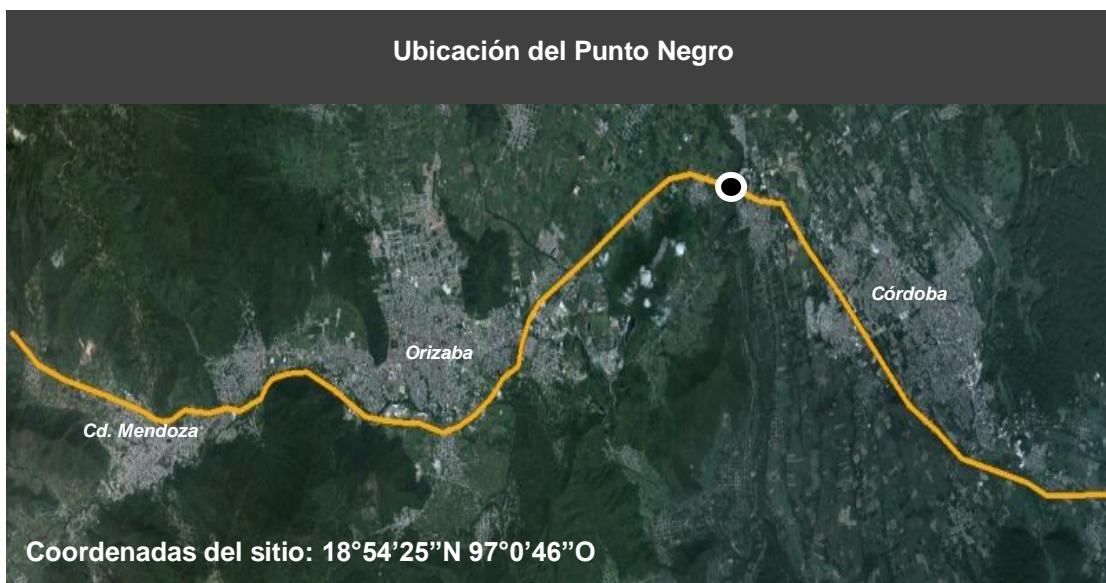 Ubicación del Punto Negro
Córdoba
Orizaba
Cd. Mendoza
Coordenadas del sitio: 18°54’25”N 97°0’46”O